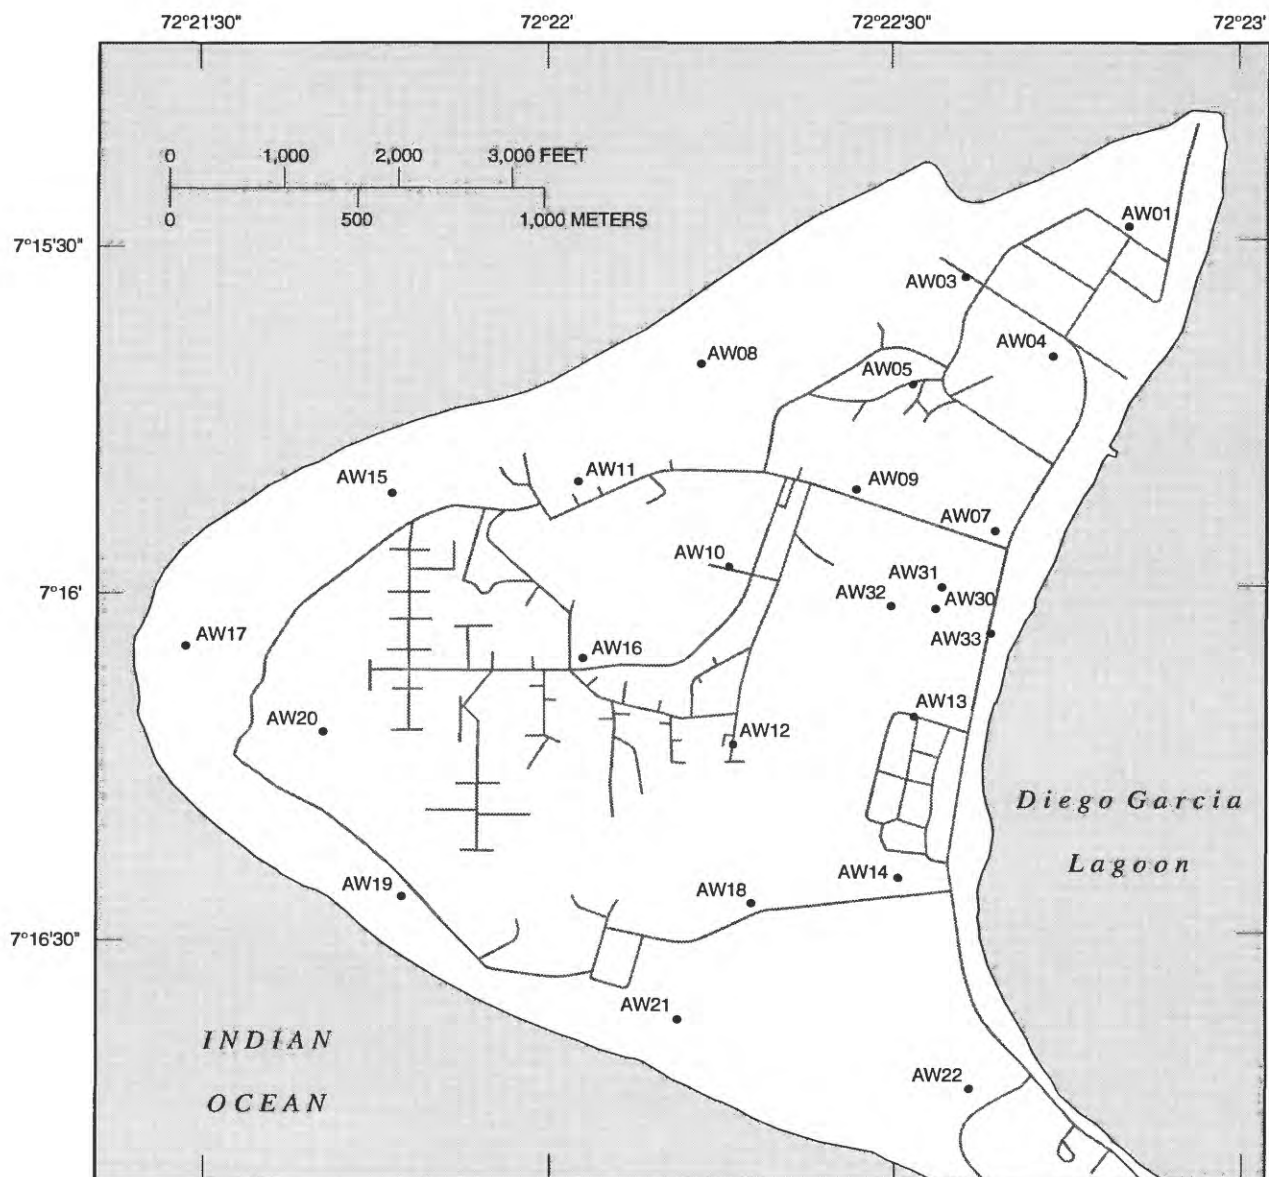 72°21'30" 72°22' 72°22'30" 72°23'
0 1,000 2,000 3,000 FEET
0 500 1,000 METERS
AW01
7°15'30"
AW03
AW04
AW08
AW05
AW11
AW15
AW09
AW07
AW10
AW31
7°16'
AW32
AW30
AW17
AW33
AW16
AW20
AW13
AW12
Diego Garcia
Lagoon
AW14
AW19
AW18
7°16'30"
AW21
INDIAN
OCEAN
AW22